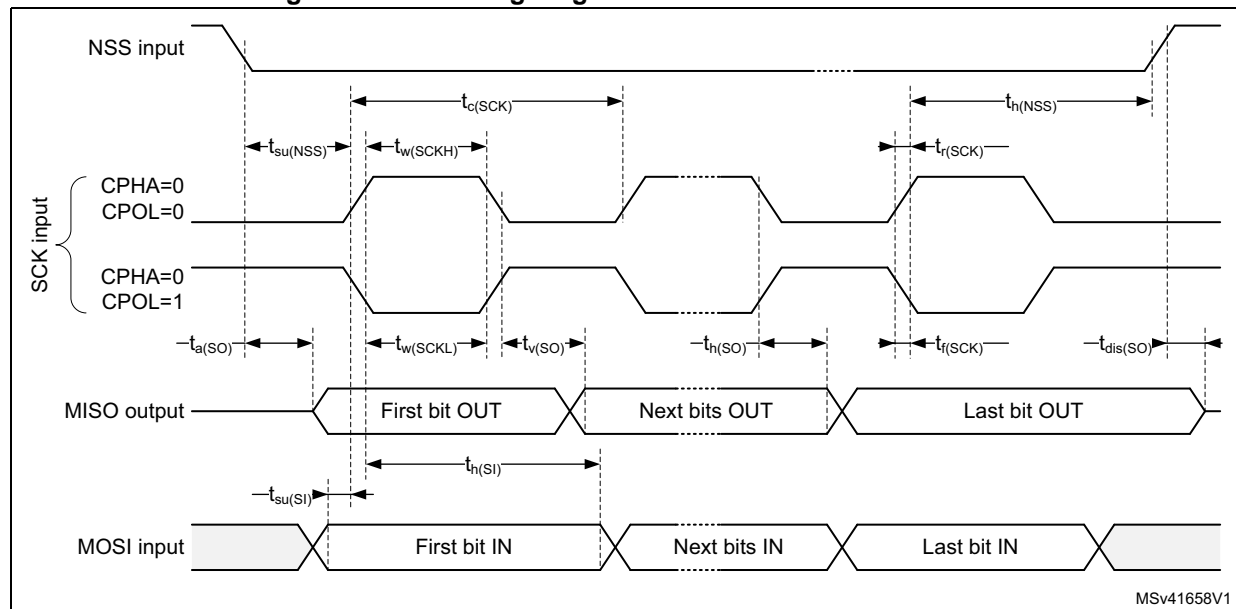 NSS input
tc(SCK)
th(NSS)
tsu(NSS)
tw(SCKH)
tr(SCK)
SCK input
CPHA=0
CPOL=0
CPHA=0
CPOL=1
ta(SO)
tw(SCKL)
tv(SO)
th(SO)
tf(SCK)
tdis(SO)
MISO output
First bit OUT
Next bits OUT
Last bit OUT
th(SI)
tsu(SI)
MOSI input
First bit IN
Next bits IN
Last bit IN
MSv41658V1